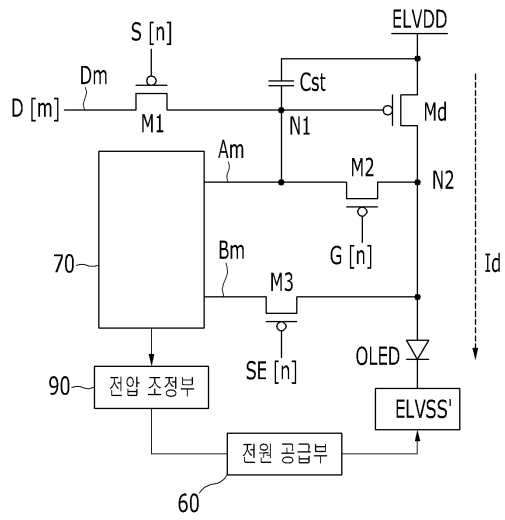 ELVDD
S [n]
Dm
Cst
D [m]
M1
N1
Md
Am
M2
N2
G [n]
70
Bm
M3
Id
SE [n]
OLED
90
전압 조정부
ELVSS'
전원 공급부
60